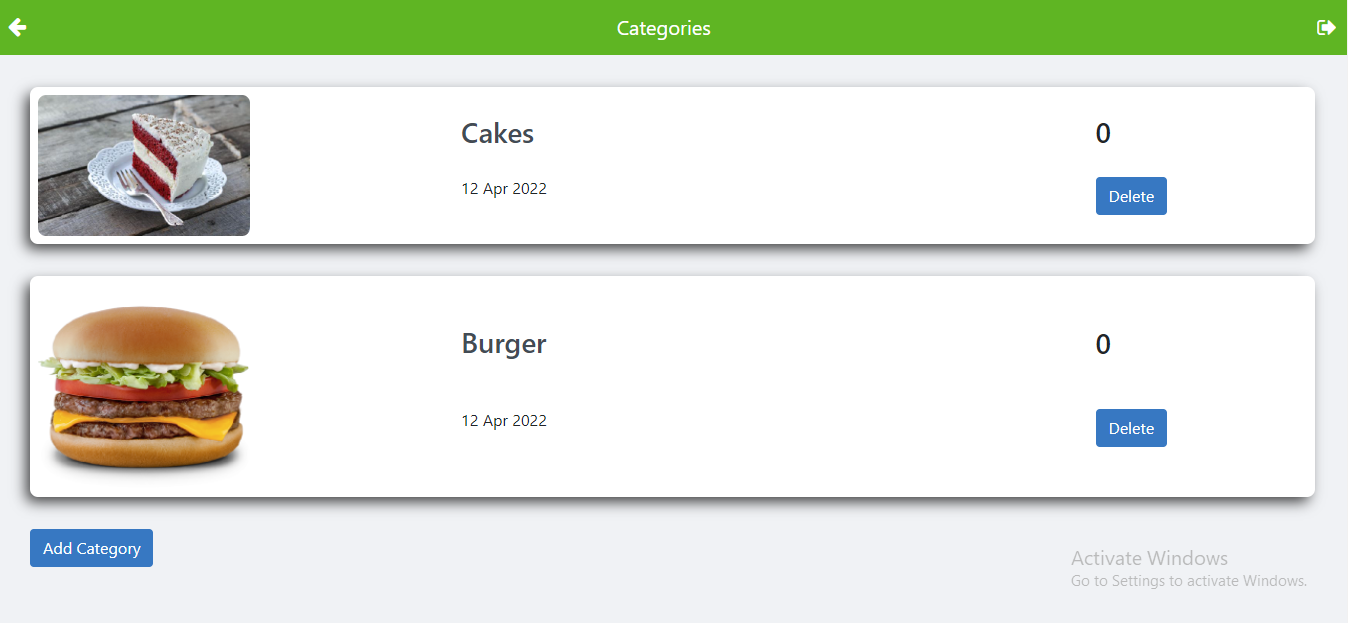 Categories
Cakes
0
12 Apr 2022
Delete
Burger
0
12 Apr 2022
Delete
Add Category
Activate Windows
Go to Settings to activate Windows.